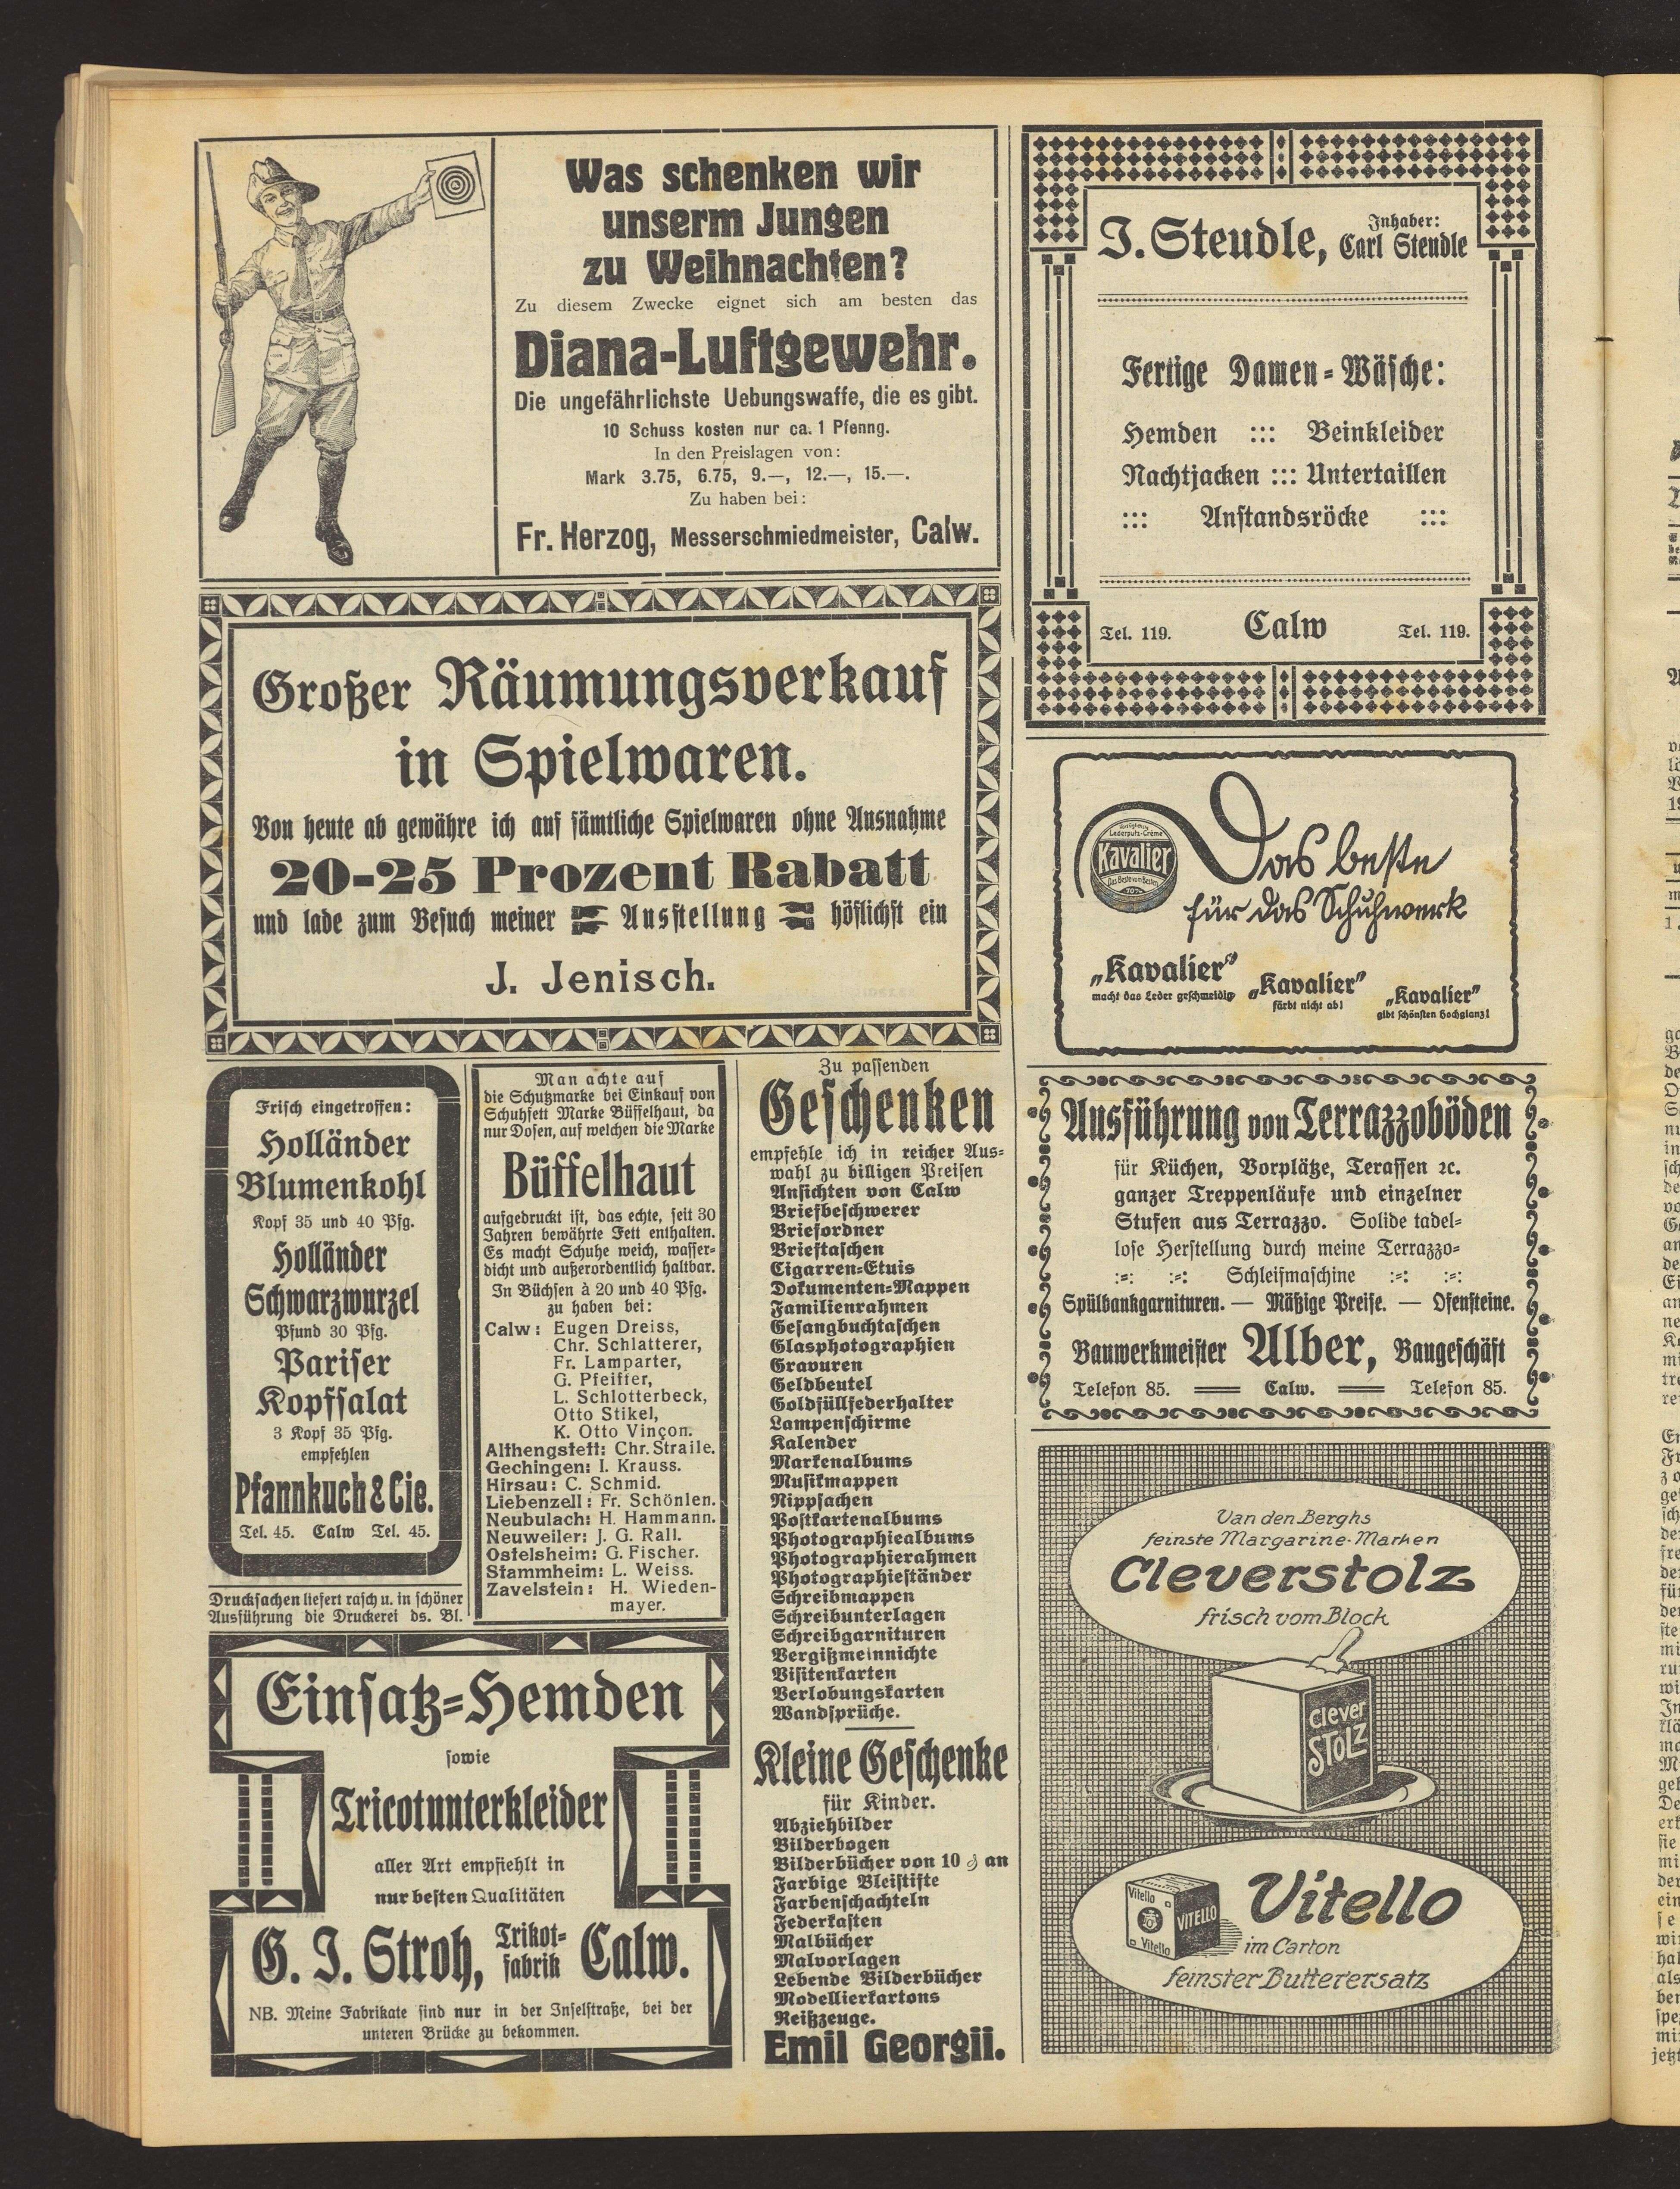 Was schenken wir
unserm Jungen
zu Weihnachten?
Zu diesem Zwecke eignet sich am besten das
Diana-Luftgewehr.
Die ungefährlichste Uebungswaffe, die es gibt.
10 Schuss kosten nur ca. 1 Pfenng.
In den Preislagen von:
Mark 3.75, 6.75, 9.—, 12.—, 15.—.
Zu haben bei:
Fr. Herzog, Messerschmiedmeister, Calw.
Großer Räumungsverkauf
in Spielwaren.
Von heute ab gewähre ich auf sämtliche Spielwaren ohne Ausnahme
20-25 Prozent Rabatt
und lade zum Besuch meiner Ausstellung höflichst ein
J. Jenisch.
Frisch eingetroffen:
Holländer
Blumenkohl
Kopf 35 und 40 Pfg.
Holländer
Schwarzwurzel
Pfund 30 Pfg.
Pariser
Kopfsalat
3 Kopf 35 Pfg.
empfehlen
Pfannkuch & Cie.
Tel. 45. Calw Tel. 45.
Drucksachen liefert rasch u. in schöner
Ausführung die Druckerei ds. Bl.
Man achte auf
die Schutzmarke bei Einkauf von
Schuhfett Marke Büffelhaut, da
nur Dosen, auf welchen die Marke
Büffelhaut
aufgedruckt ist, das echte, seit 30
Jahren bewährte Fett enthalten.
Es macht Schuhe weich, wasser-
dicht und außerordentlich haltbar.
In Büchsen à 20 und 40 Pfg.
zu haben bei:
Calw: Eugen Dreiss,
Chr. Schlatterer,
Fr. Lamparter,
G. Pfeiffer,
L. Schlotterbeck,
Otto Stikel,
K. Otto Vinçon.
Althengstett: Chr. Straile.
Gechingen: I. Krauss.
Hirsau: C. Schmid.
Liebenzell: Fr. Schönlen.
Neubulach: H. Hammann.
Neuweiler: J. G. Rall.
Ostelsheim: G. Fischer.
Stammheim: L. Weiss.
Zavelstein: H. Wieden-
mayer.
Einsatz-Hemden
sowie
Tricotunterkleider
aller Art empfiehlt in
nur besten Qualitäten
G. J. Stroh, Trikot-
fabrik Calw.
NB. Meine Fabrikate sind nur in der Inselstraße, bei der
unteren Brücke zu bekommen.
Zu passenden
Geschenken
empfehle ich in reicher Aus-
wahl zu billigen Preisen
Ansichten von Calw
Briefbeschwerer
Briefordner
Brieftaschen
Cigarren-Etuis
Dokumenten-Mappen
Familienrahmen
Gesangbuchtaschen
Glasphotographien
Gravuren
Geldbeutel
Goldfüllfederhalter
Lampenschirme
Kalender
Markenalbums
Musikmappen
Nippsachen
Postkartenalbums
Photographiealbums
Photographierahmen
Photographieständer
Schreibmappen
Schreibunterlagen
Schreibgarnituren
Vergißmeinnichte
Visitenkarten
Verlobungskarten
Wandsprüche.
Kleine Geschenke
für Kinder.
Abziehbilder
Bilderbogen
Bilderbücher von 10 ₰ an
Farbige Bleistifte
Farbenschachteln
Federkasten
Malbücher
Malvorlagen
Lebende Bilderbücher
Modellierkartons
Reißzeuge.
Emil Georgii.
J. Steudle, Inhaber:
Carl Steudle
Fertige Damen-Wäsche:
Hemden ::: Beinkleider
Nachtjacken ::: Untertaillen
::: Anstandsröcke :::
Tel. 119. Calw Tel. 119.
Lederputz-Crème
Kavalier
Das Beste vom Besten
Das beste
für das Schuhwerk
„Kavalier"
macht das Leder geschmeidig
„Kavalier"
färbt nicht ab!
„Kavalier"
gibt schönsten Hochglanz!
Ausführung von Terrazzoböden
für Küchen, Vorplätze, Terassen ꝛc.
ganzer Treppenläufe und einzelner
Stufen aus Terrazzo. Solide tadel-
lose Herstellung durch meine Terrazzo-
:-: :-: Schleifmaschine :-: :-:
Spülbankgarnituren. — Mäßige Preise. — Ofensteine.
Bauwerkmeister Alber, Baugeschäft
Telefon 85. Calw. Telefon 85.
Van den Berghs
feinste Margarine-Marken
Cleverstolz
frisch vom Block
Clever
STOLZ
Vitello
VITELLO
Vitello
Vitello
im Carton
feinster Butterersatz